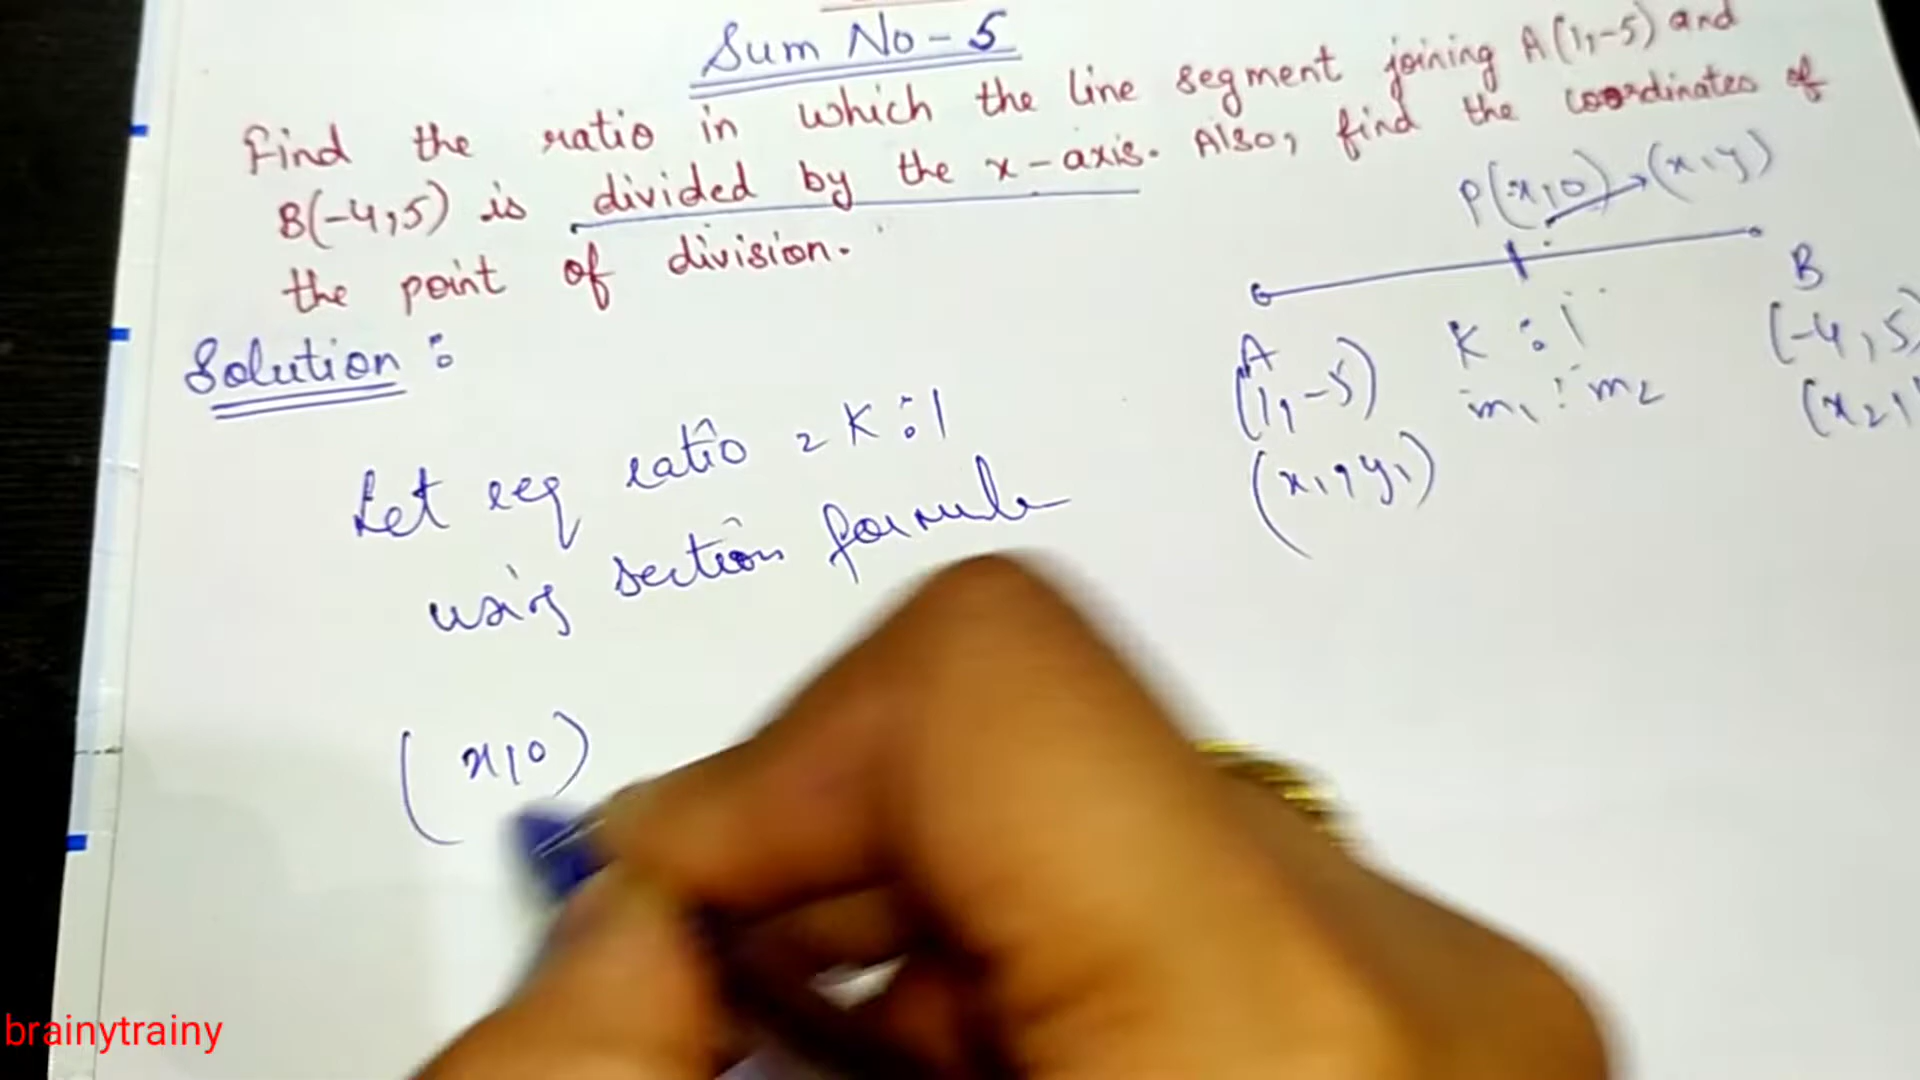 Sum No - 5
Find the ratio in which the line segment joining A(1,-5) and
B(-4,5) is divided by the x-axis. Also, find the coordinates of
the point of division.
P(x,0) → (x,y)
A
B
(1,-5)
K : 1
(-4,5)
m1 : m2
(x1,y1)
(x2,
Solution :
Let req ratio = K:1
using section formula
(x,0)
brainytrainy